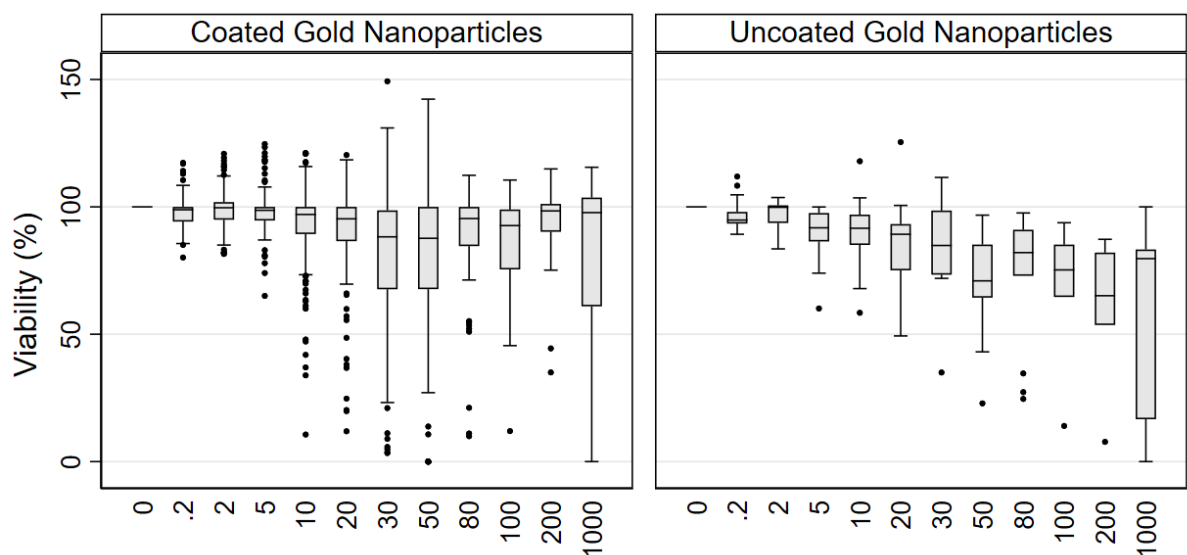 Coated Gold Nanoparticles
Uncoated Gold Nanoparticles
Viability (%)
150
100
50
0
0 .2 2 5 10 20 30 50 80 100 200 1000
0 .2 2 5 10 20 30 50 80 100 200 1000